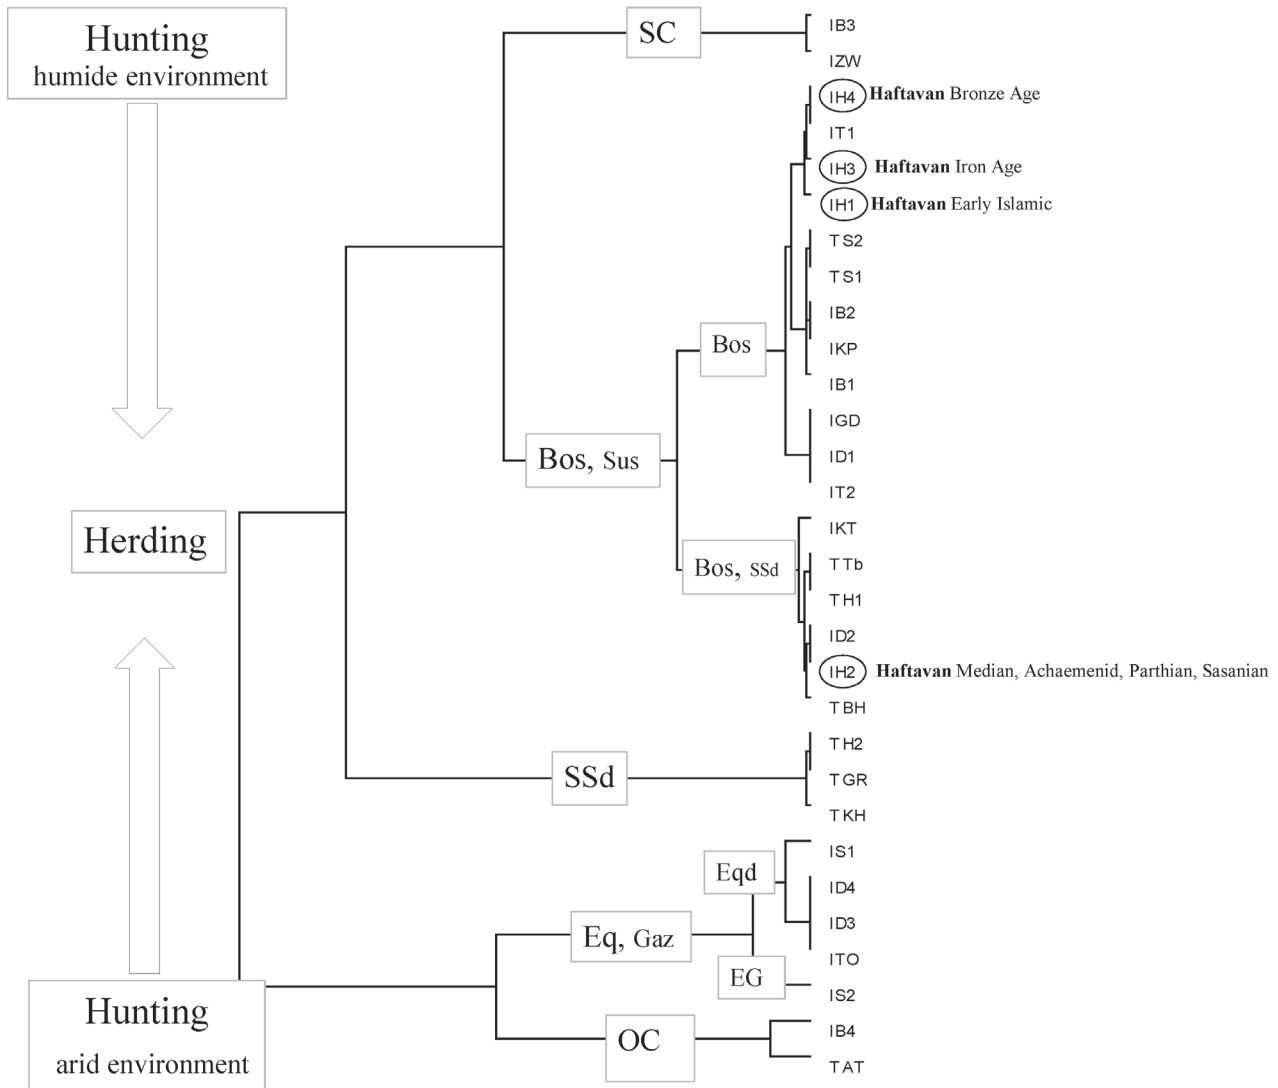 Hunting
humide environment
SC
IB3
IZW
IH4 Haftavan Bronze Age
IT1
IH3 Haftavan Iron Age
IH1 Haftavan Early Islamic
TS2
TS1
IB2
Bos
IKP
IB1
IGD
Bos, Sus
ID1
IT2
IKT
Herding
Bos, SSd
TTb
TH1
ID2
IH2 Haftavan Median, Achaemenid, Parthian, Sasanian
TBH
TH2
SSd
TGR
TKH
IS1
Eqd
ID4
ID3
Eq, Gaz
ITO
EG
IS2
Hunting
arid environment
OC
IB4
TAT